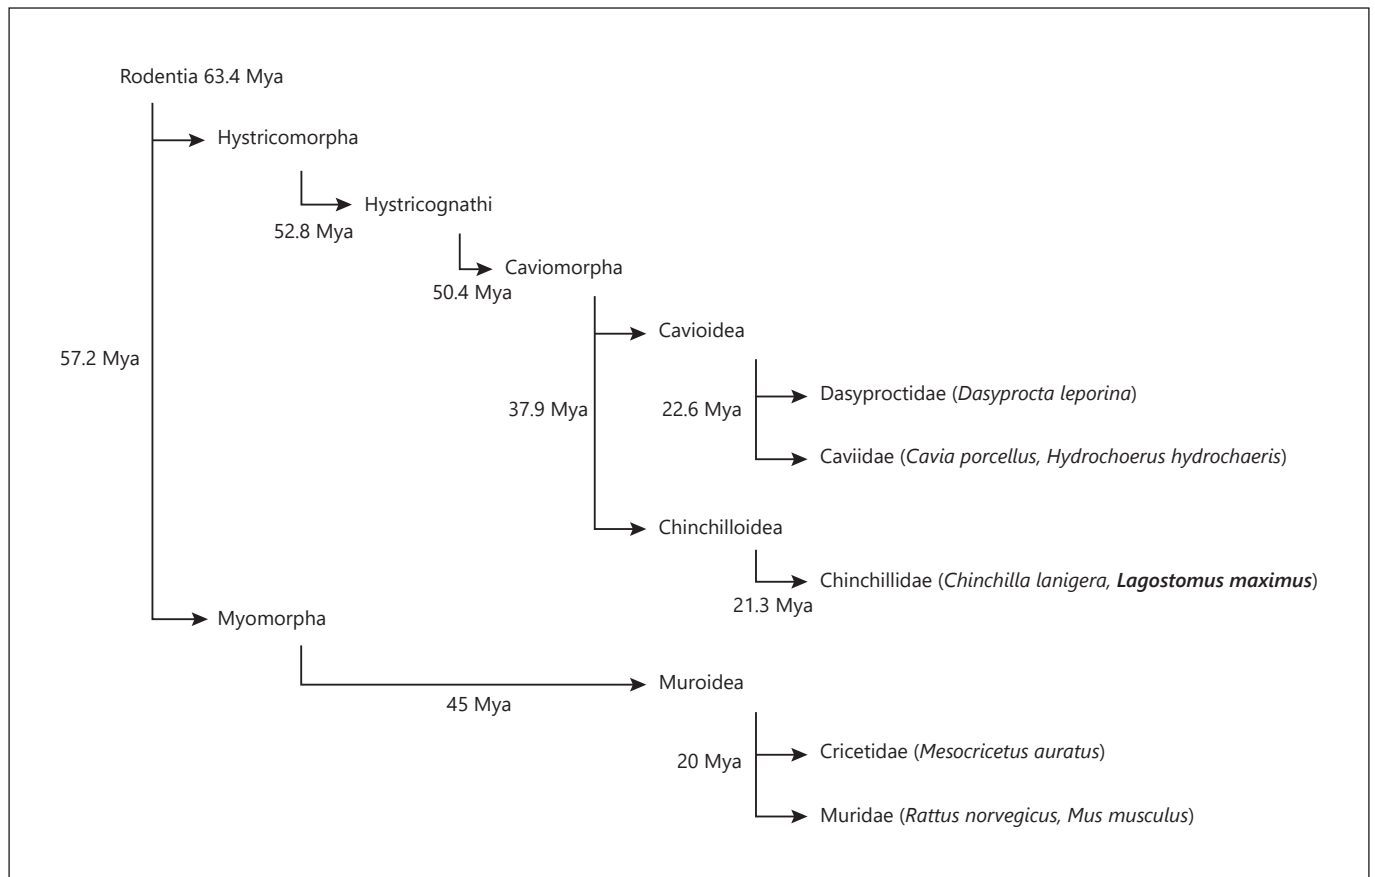 Rodentia 63.4 Mya
Hystricomorpha
Hystricognathi
52.8 Mya
Caviomorpha
50.4 Mya
Cavioidea
57.2 Mya
Dasyproctidae (Dasyprocta leporina)
37.9 Mya
22.6 Mya
Caviidae (Cavia porcellus, Hydrochoerus hydrochaeris)
Chinchilloidea
Chinchillidae (Chinchilla lanigera, Lagostomus maximus)
21.3 Mya
Myomorpha
Muroidea
45 Mya
Cricetidae (Mesocricetus auratus)
20 Mya
Muridae (Rattus norvegicus, Mus musculus)